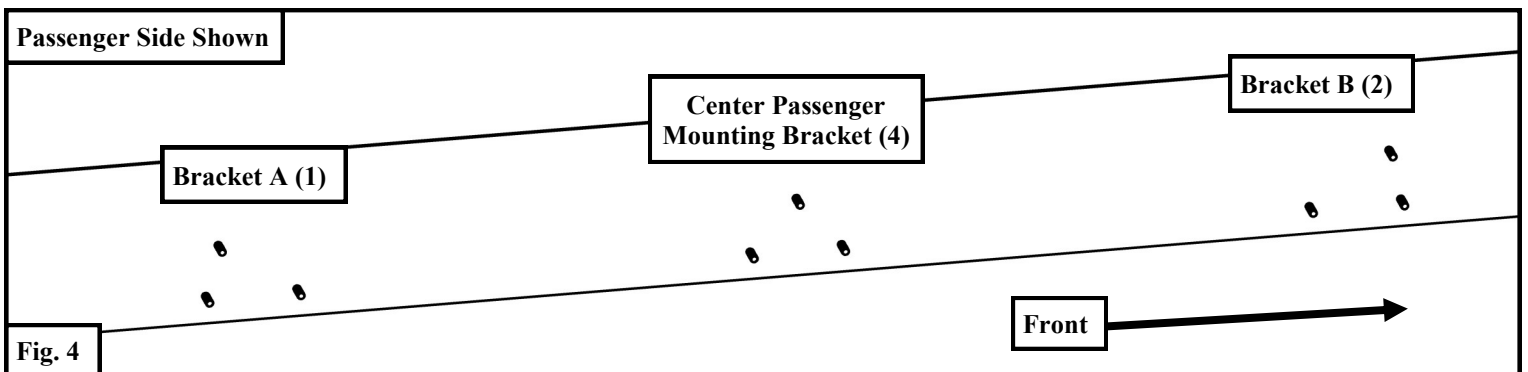 Passenger Side Shown
Bracket A (1)
Center Passenger
Mounting Bracket (4)
Bracket B (2)
Front
Fig. 4